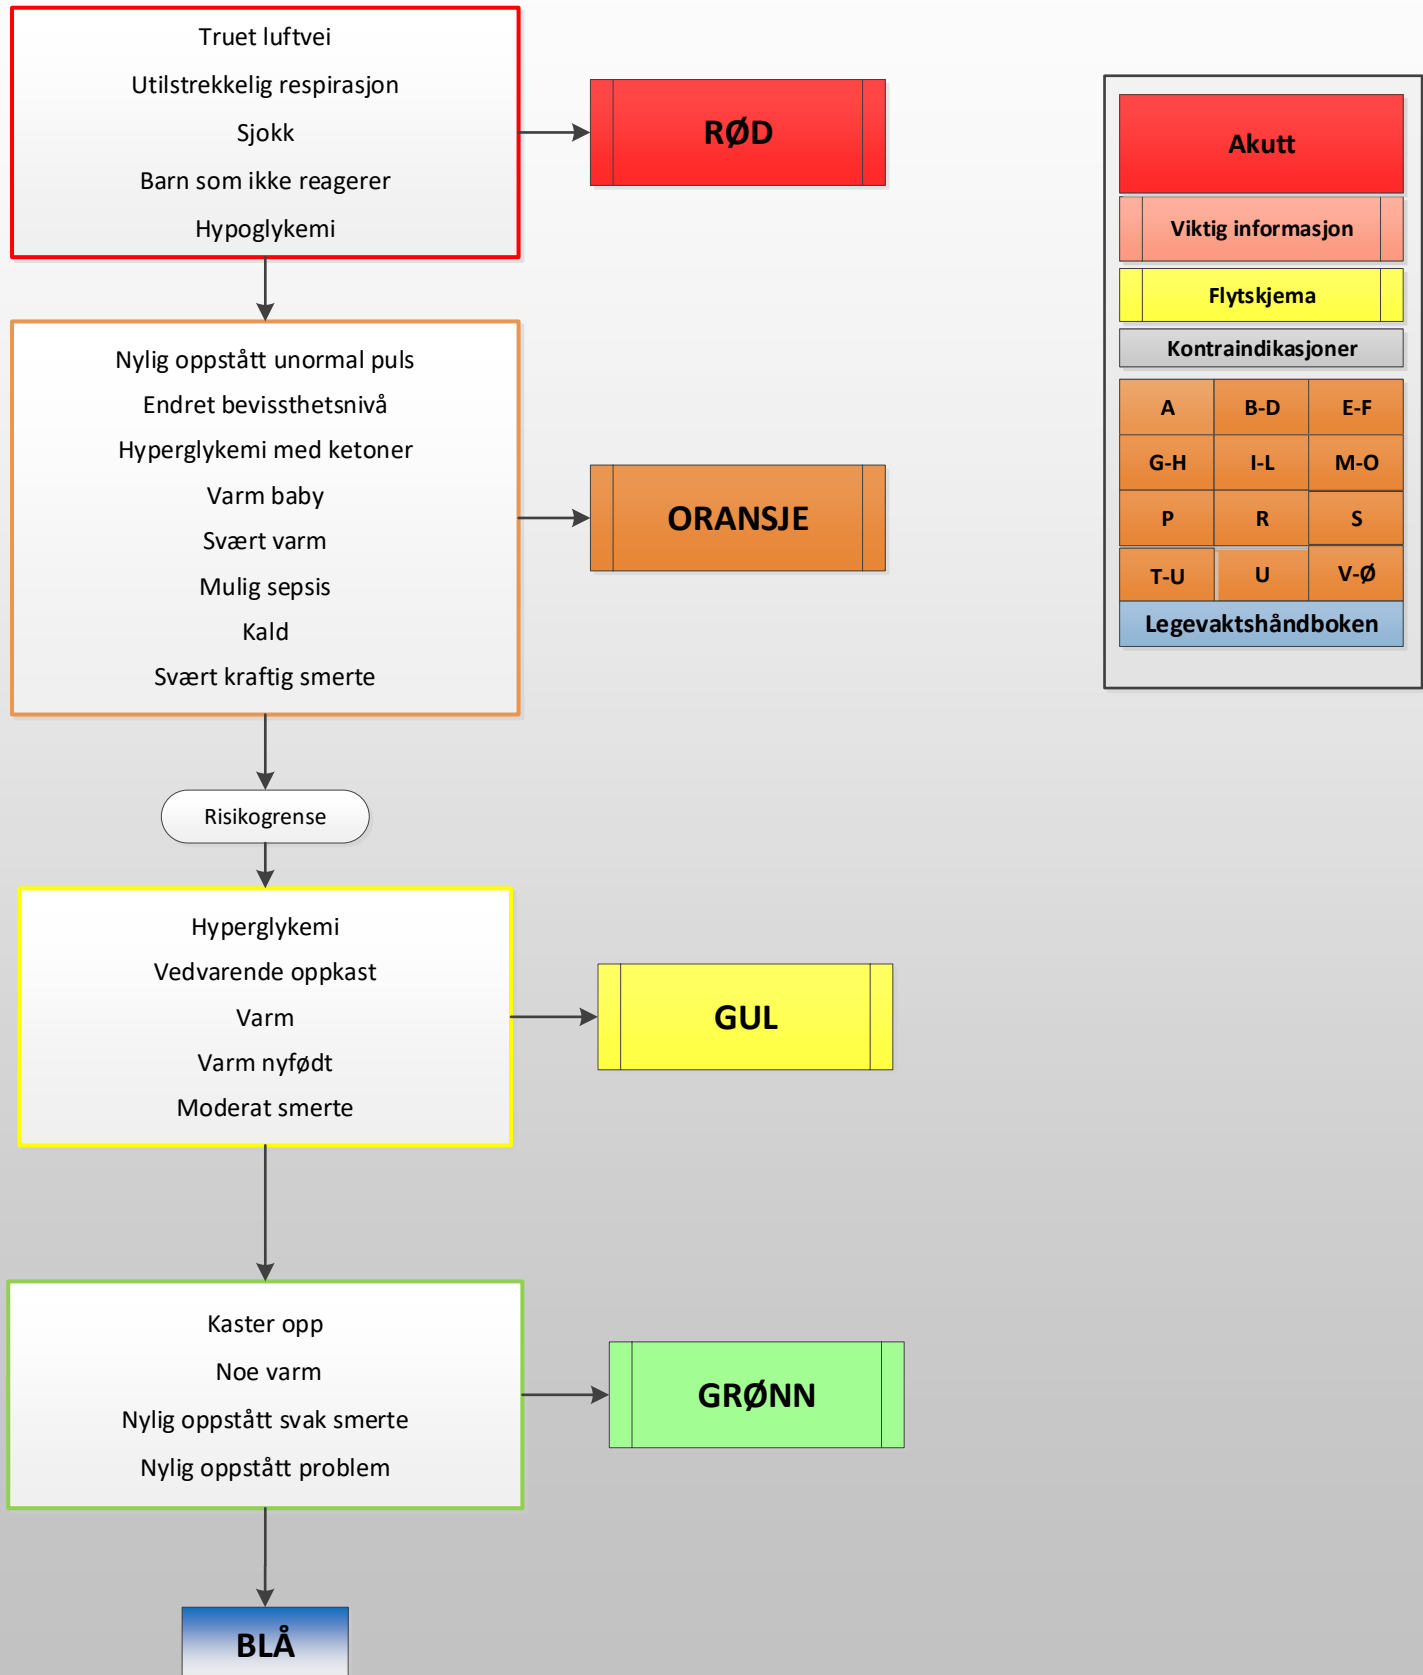 Truet luftvei
Utilstrekkelig respirasjon
Sjokk
Barn som ikke reagerer
Hypoglykemi
RØD
Nylig oppstått unormal puls
Endret bevissthetsnivå
Hyperglykemi med ketoner
Varm baby
Svært varm
Mulig sepsis
Kald
Svært kraftig smerte
ORANSJE
Risikogrense
Hyperglykemi
Vedvarende oppkast
Varm
Varm nyfødt
Moderat smerte
GUL
Kaster opp
Noe varm
Nylig oppstått svak smerte
Nylig oppstått problem
GRØNN
BLÅ
Akutt
Viktig informasjon
Flytskjema
Kontraindikasjoner
A B-D E-F
G-H I-L M-O
P R S
T-U U V-Ø
Legevaktshåndboken